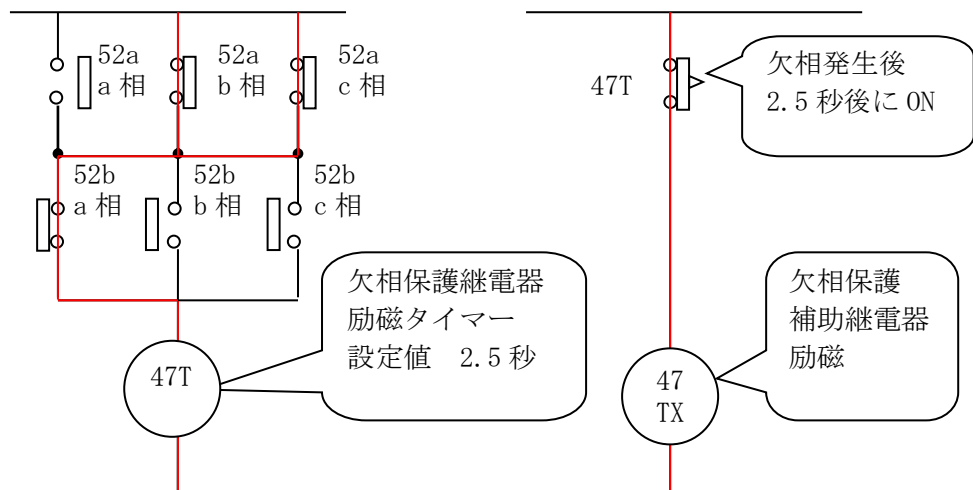 52a
a 相
52a
b 相
52a
c 相
52b
a 相
52b
b 相
52b
c 相
欠相保護継電器
励磁タイマー
設定値　2.5 秒
47T
47T
欠相発生後
2.5 秒後に ON
欠相保護
補助継電器
励磁
47
TX